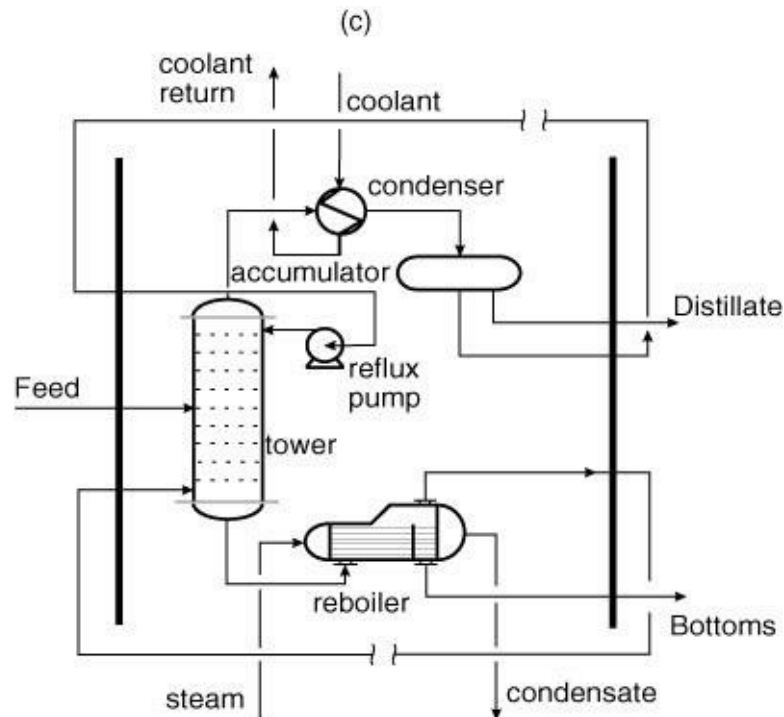 (c)
coolant
return
coolant
condenser
accumulator
Distillate
reflux
pump
Feed
tower
reboiler
Bottoms
steam
condensate